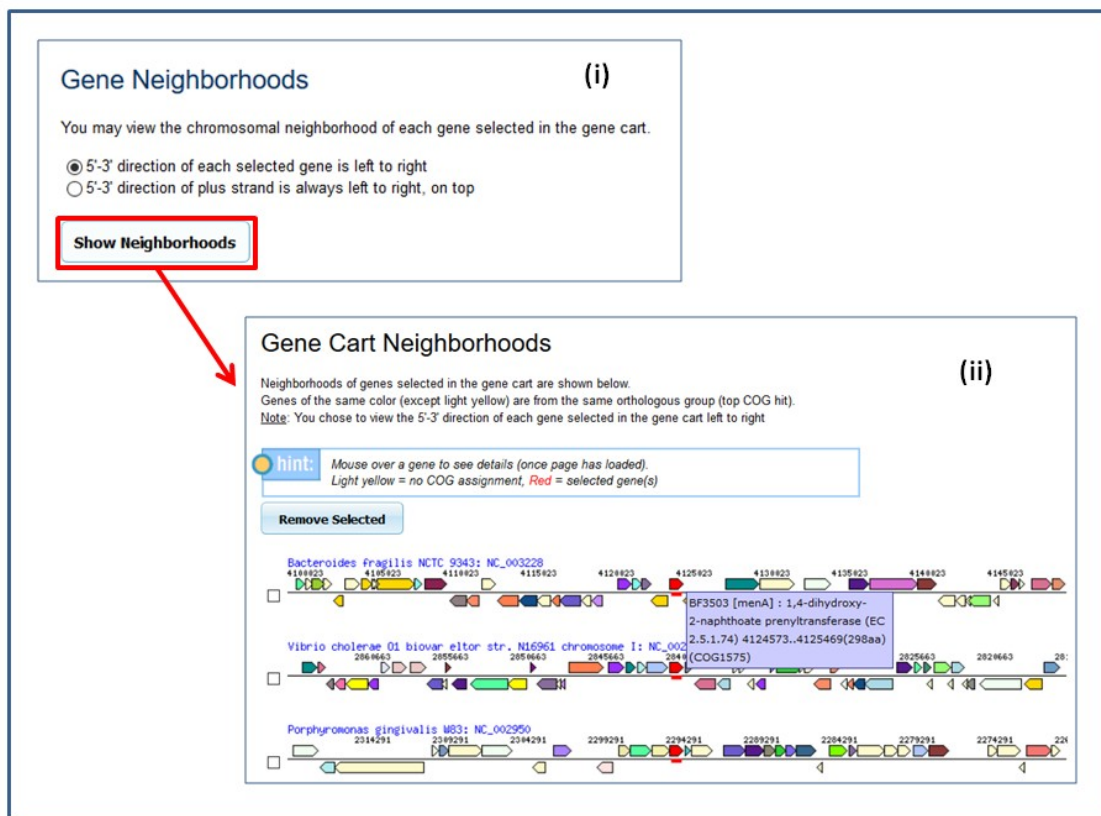 Gene Neighborhoods
(i)
You may view the chromosomal neighborhood of each gene selected in the gene cart.
5'-3' direction of each selected gene is left to right
5'-3' direction of plus strand is always left to right, on top
Show Neighborhoods
Gene Cart Neighborhoods
(ii)
Neighborhoods of genes selected in the gene cart are shown below.
Genes of the same color (except light yellow) are from the same orthologous group (top COG hit).
Note: You chose to view the 5'-3' direction of each gene selected in the gene cart left to right
hint:
Mouse over a gene to see details (once page has loaded).
Light yellow = no COG assignment, Red = selected gene(s)
Remove Selected
Bacteroides fragilis NCTC 9343: NC_003228
4100023 4105023 4110023 4115023 4120023 4125023 4130023 4135023 4140023 4145023
BF3503 [menA] : 1,4-dihydroxy-
2-naphthoate prenyltransferase (EC
2.5.1.74) 4124573..4125469(298aa)
(COG1575)
Vibrio cholerae O1 biovar eltor str. N16961 chromosome I: NC_002
2860663 2855663 2850663 2845663 2840 2825663 2820663 281
Porphyromonas gingivalis W83: NC_002950
2314291 2309291 2304291 2299291 2294291 2289291 2284291 2279291 2274291 226